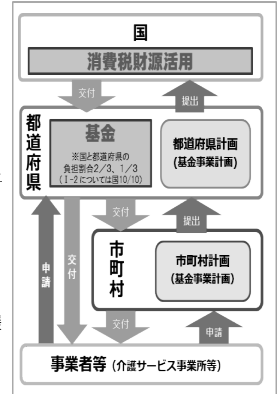 国
消費税財源活用
交付
提出
都道府県
基金
※国と都道府県の
負担割合2/3、1/3
(Ⅰ-2については国10/10)
都道府県計画
(基金事業計画)
交付
提出
申請
交付
市町村
市町村計画
(基金事業計画)
交付
申請
事業者等 (介護サービス事業所等)